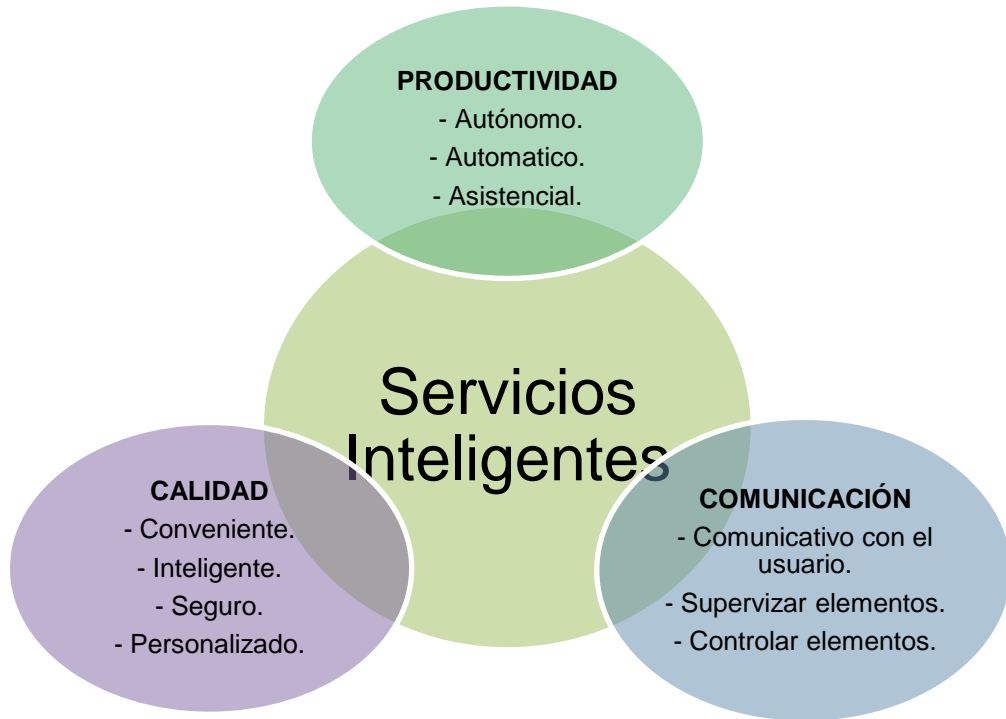 PRODUCTIVIDAD
- Autónomo.
- Automatico.
- Asistencial.
Servicios
Inteligentes
CALIDAD
- Conveniente.
- Inteligente.
- Seguro.
- Personalizado.
COMUNICACIÓN
- Comunicativo con el
usuario.
- Supervizar elementos.
- Controlar elementos.